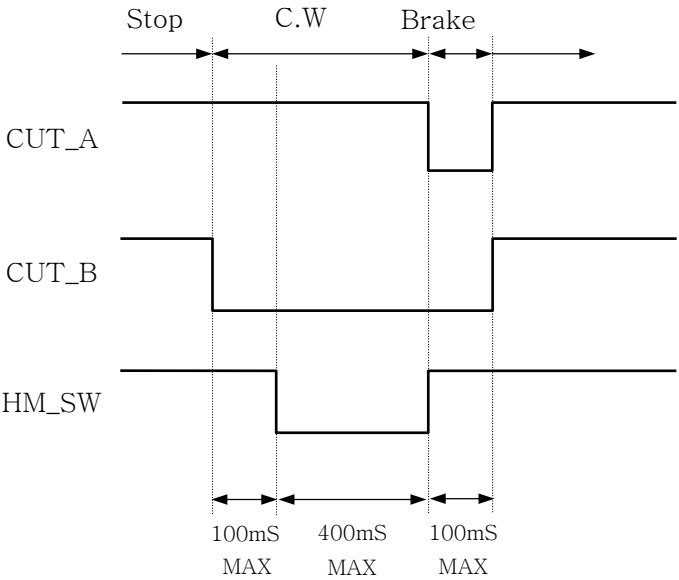 Stop C.W Brake
CUT_A
CUT_B
HM_SW
100mS 400mS 100mS
MAX MAX MAX